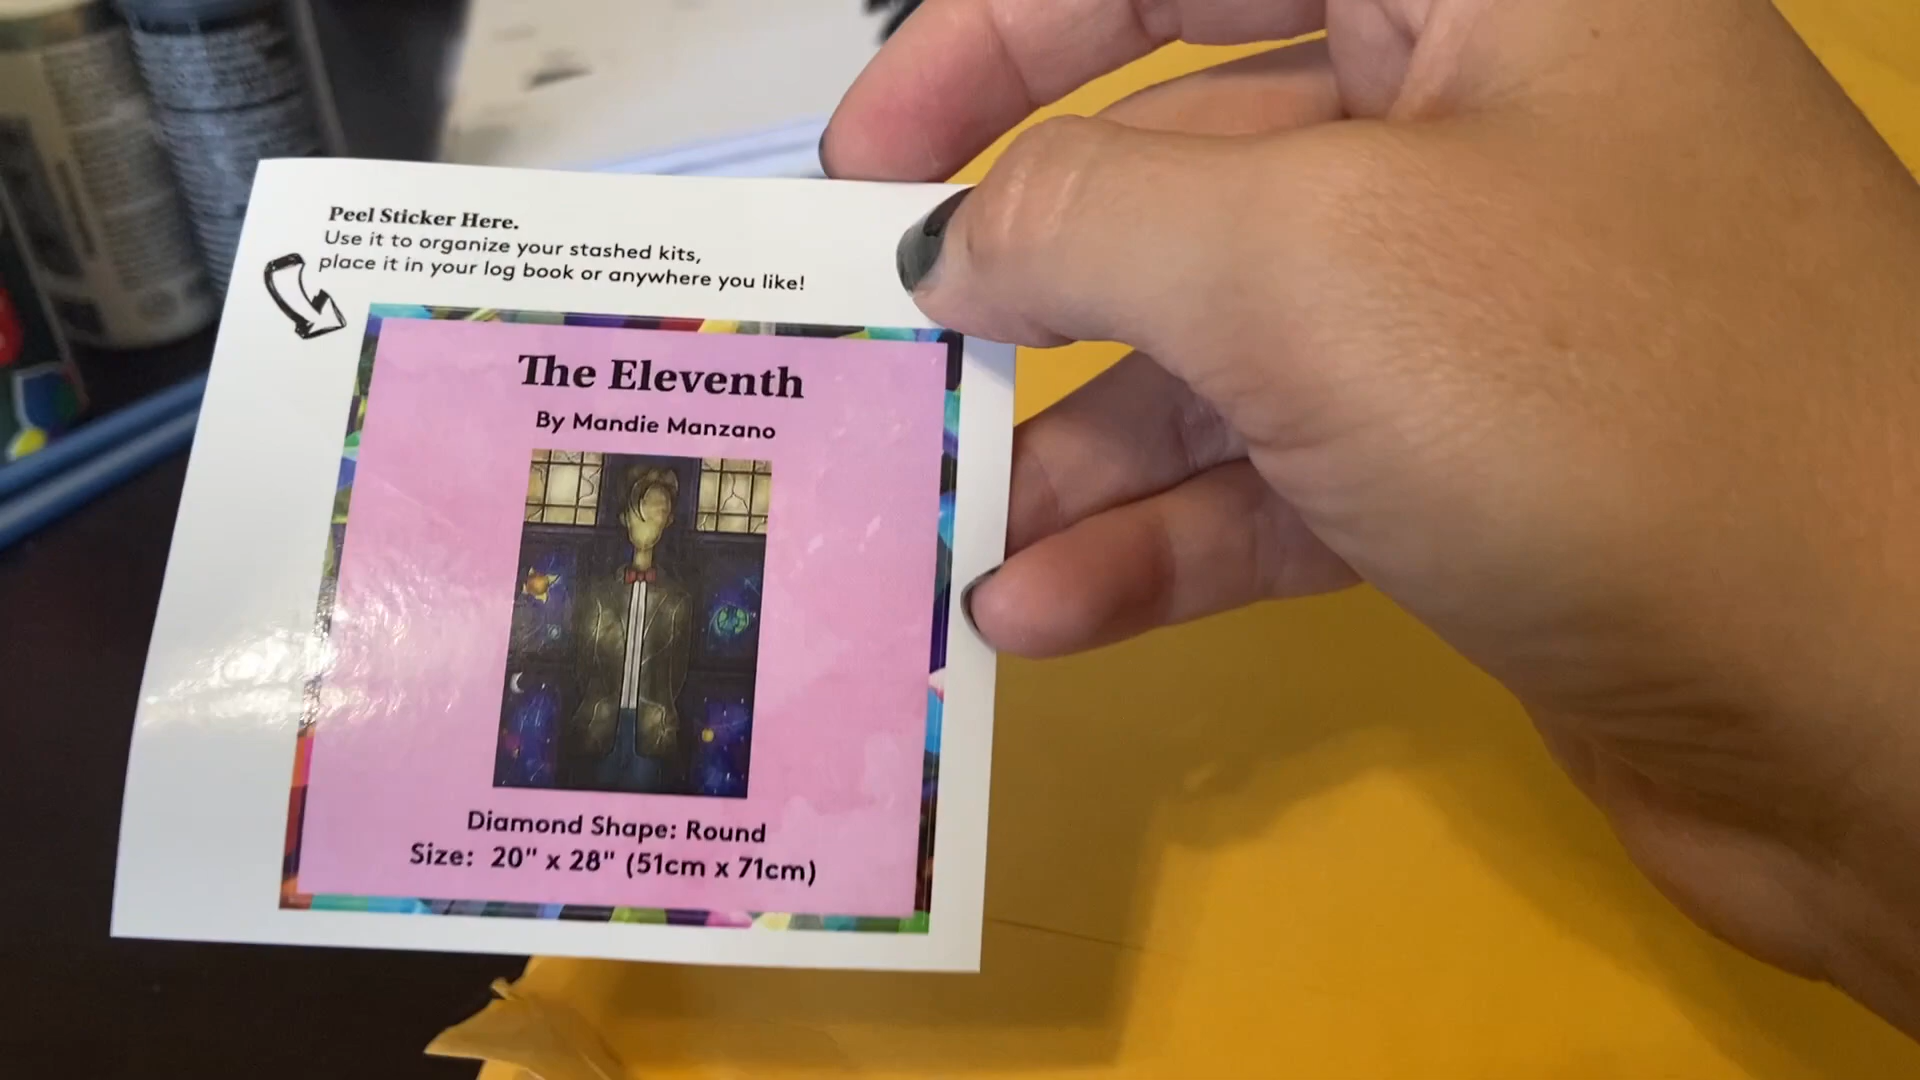 Peel Sticker Here.
Use it to organize your stashed kits,
place it in your log book or anywhere you like!
The Eleventh
By Mandie Manzano
Diamond Shape: Round
Size: 20" x 28" (51cm x 71cm)